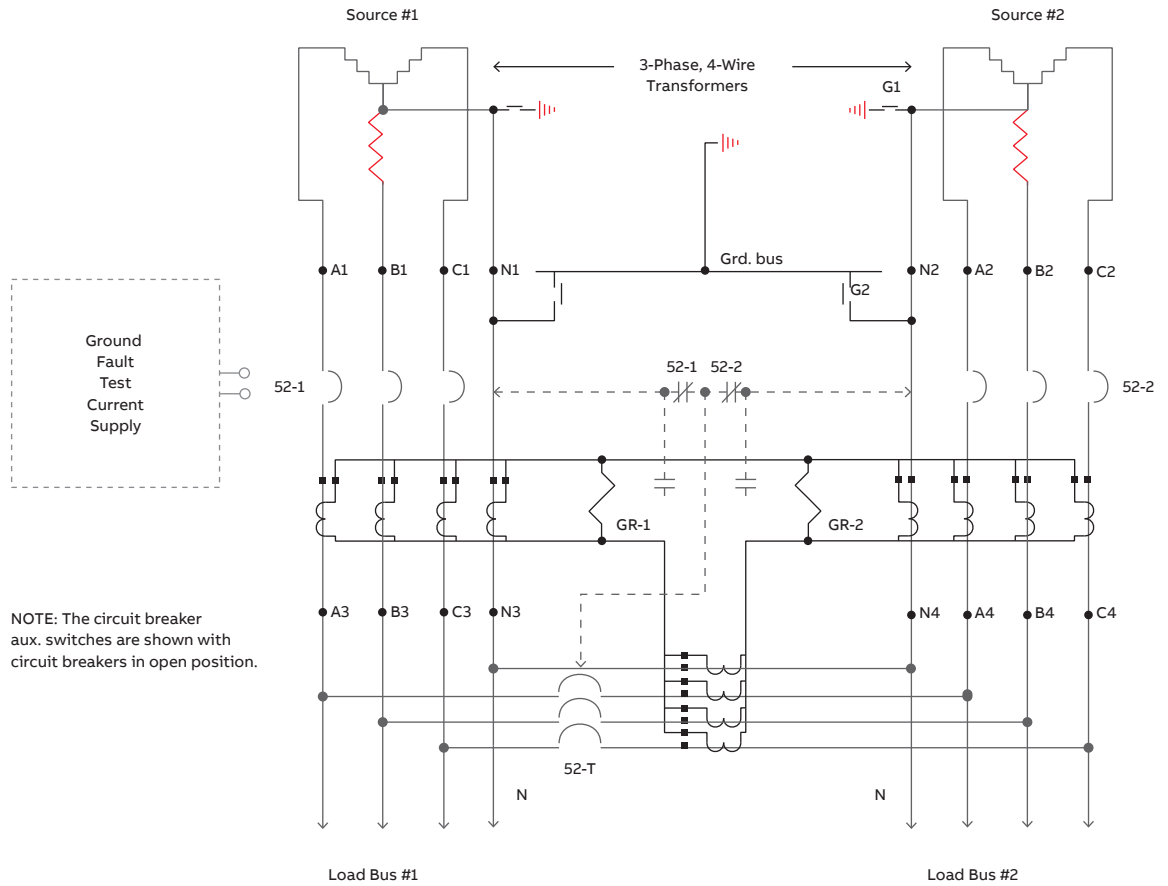 Source #1
Source #2
3-Phase, 4-Wire
Transformers
G1
A1
B1
C1
N1
Grd. bus
N2
A2
B2
C2
G2
Ground
Fault
Test
Current
Supply
52-1
52-1
52-2
52-2
GR-1
GR-2
NOTE: The circuit breaker
aux. switches are shown with
circuit breakers in open position.
A3
B3
C3
N3
N4
A4
B4
C4
52-T
N
N
Load Bus #1
Load Bus #2